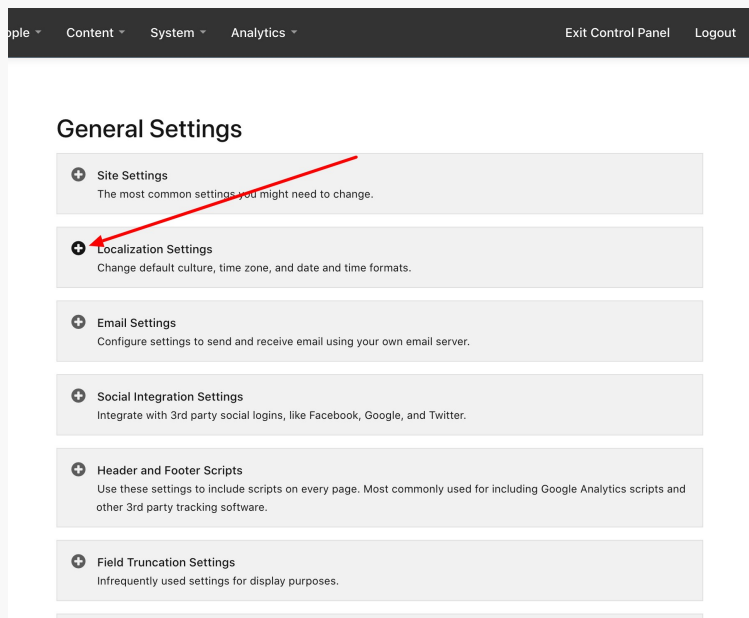 Content System Analytics Exit Control Panel Logout
General Settings
Site Settings
The most common settings you might need to change.
Localization Settings
Change default culture, time zone, and date and time formats.
Email Settings
Configure settings to send and receive email using your own email server.
Social Integration Settings
Integrate with 3rd party social logins, like Facebook, Google, and Twitter.
Header and Footer Scripts
Use these settings to include scripts on every page. Most commonly used for including Google Analytics scripts and
other 3rd party tracking software.
Field Truncation Settings
Infrequently used settings for display purposes.